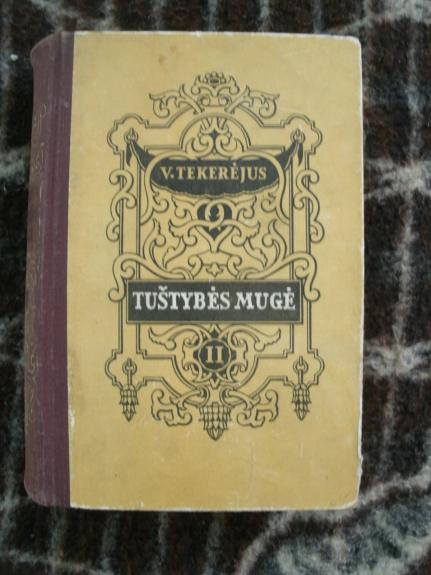 V. TEKERĖJUS
TUŠTYBĖS MUGĖ
II